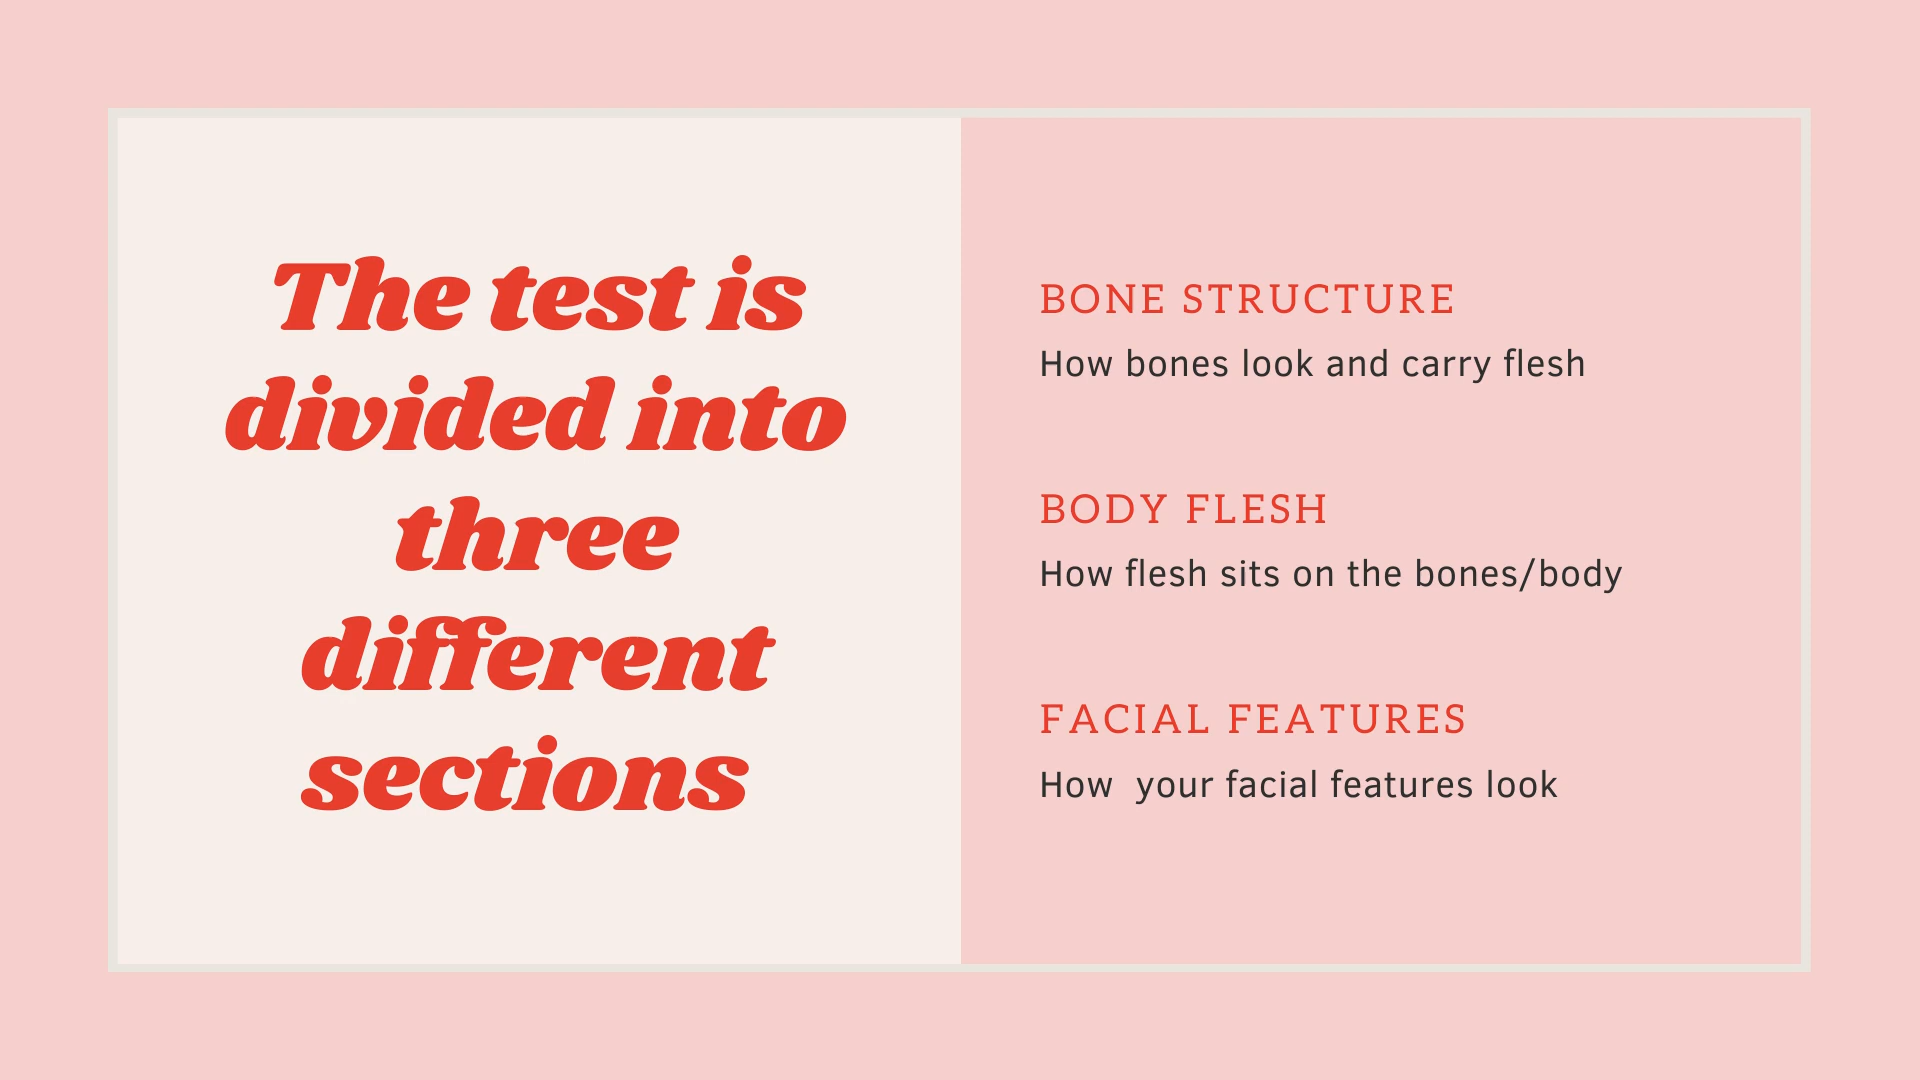 The test is
divided into
three
different
sections
BONE STRUCTURE
How bones look and carry flesh
BODY FLESH
How flesh sits on the bones/body
FACIAL FEATURES
How  your facial features look